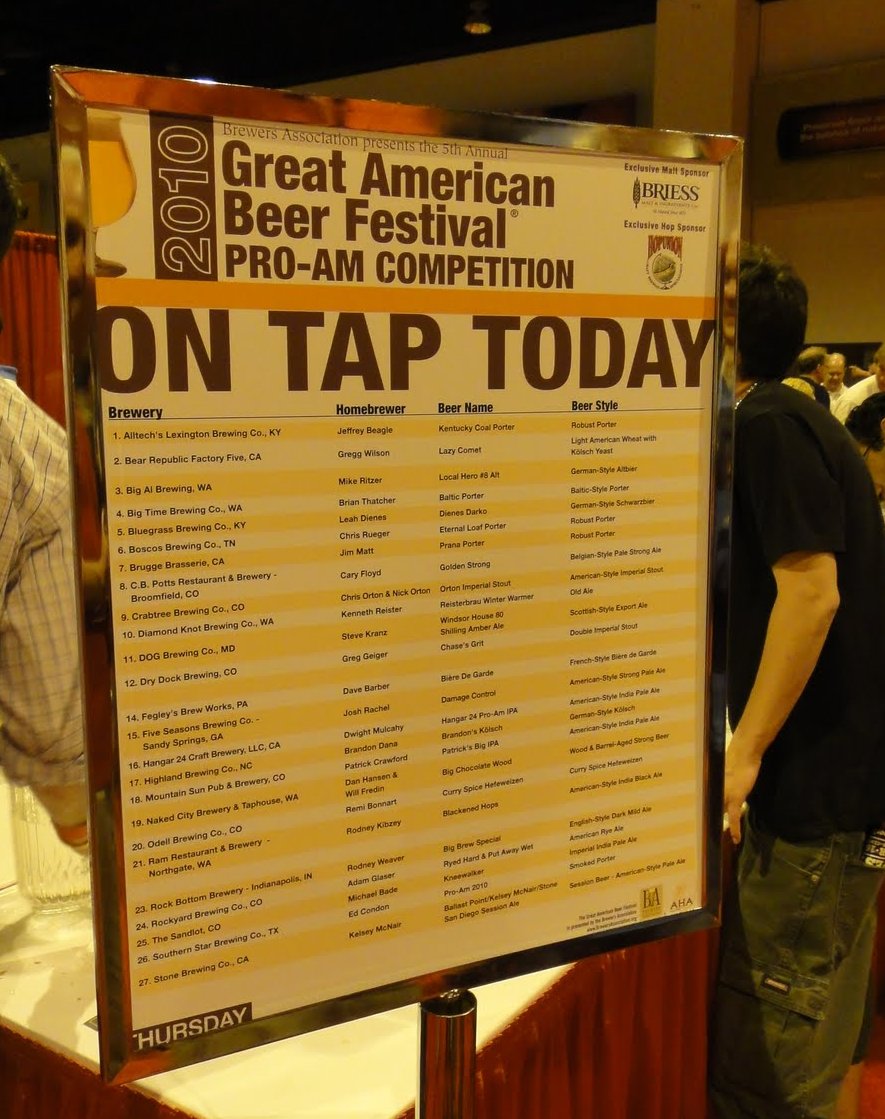 2010
Brewers Association presents the 5th Annual
Great American
Beer Festival®
PRO-AM COMPETITION
Exclusive Malt Sponsor
BRIESS
MALT & INGREDIENTS CO.
Exclusive Hop Sponsor
HOPUNION
ON TAP TODAY
Brewery Homebrewer Beer Name Beer Style
1. Alltech's Lexington Brewing Co., KY Jeffrey Beagle Kentucky Coal Porter Robust Porter
2. Bear Republic Factory Five, CA Gregg Wilson Lazy Comet Light American Wheat with
Kölsch Yeast
3. Big Al Brewing, WA Mike Ritzer Local Hero #8 Alt German-Style Altbier
4. Big Time Brewing Co., WA Brian Thatcher Baltic Porter Baltic-Style Porter
5. Bluegrass Brewing Co., KY Leah Dienes Dienes Darko German-Style Schwarzbier
6. Boscos Brewing Co., TN Chris Rueger Eternal Loaf Porter Robust Porter
7. Brugge Brasserie, CA Jim Matt Prana Porter Robust Porter
8. C.B. Potts Restaurant & Brewery - Cary Floyd Golden Strong Belgian-Style Pale Strong Ale
Broomfield, CO
9. Crabtree Brewing Co., CO Chris Orton & Nick Orton Orton Imperial Stout American-Style Imperial Stout
10. Diamond Knot Brewing Co., WA Kenneth Reister Reisterbrau Winter Warmer Old Ale
11. DOG Brewing Co., MD Steve Kranz Windsor House 80 Scottish-Style Export Ale
Shilling Amber Ale
12. Dry Dock Brewing, CO Greg Geiger Chase's Grit Double Imperial Stout
14. Fegley's Brew Works, PA Dave Barber Bière De Garde French-Style Bière de Garde
15. Five Seasons Brewing Co. - Josh Rachel Damage Control American-Style Strong Pale Ale
Sandy Springs, GA
16. Hangar 24 Craft Brewery, LLC, CA Dwight Mulcahy Hangar 24 Pro-Am IPA American-Style India Pale Ale
17. Highland Brewing Co., NC Brandon Dana Brandon's Kölsch German-Style Kölsch
18. Mountain Sun Pub & Brewery, CO Patrick Crawford Patrick's Big IPA American-Style India Pale Ale
19. Naked City Brewery & Taphouse, WA Dan Hansen & Big Chocolate Wood Wood & Barrel-Aged Strong Beer
Will Fredin
20. Odell Brewing Co., CO Remi Bonnart Curry Spice Hefeweizen Curry Spice Hefeweizen
21. Ram Restaurant & Brewery - Rodney Kibzey Blackened Hops American-Style India Black Ale
Northgate, WA
23. Rock Bottom Brewery - Indianapolis, IN Rodney Weaver Big Brew Special English-Style Dark Mild Ale
24. Rockyard Brewing Co., CO Adam Glaser Ryed Hard & Put Away Wet American Rye Ale
25. The Sandlot, CO Michael Bade Kneewalker Imperial India Pale Ale
26. Southern Star Brewing Co., TX Ed Condon Pro-Am 2010 Smoked Porter
27. Stone Brewing Co., CA Kelsey McNair Ballast Point/Kelsey McNair/Stone Session Beer - American-Style Pale Ale
San Diego Session Ale
The Great American Beer Festival
is presented by the Brewers Association
www.BrewersAssociation.org
BA
AHA
THURSDAY